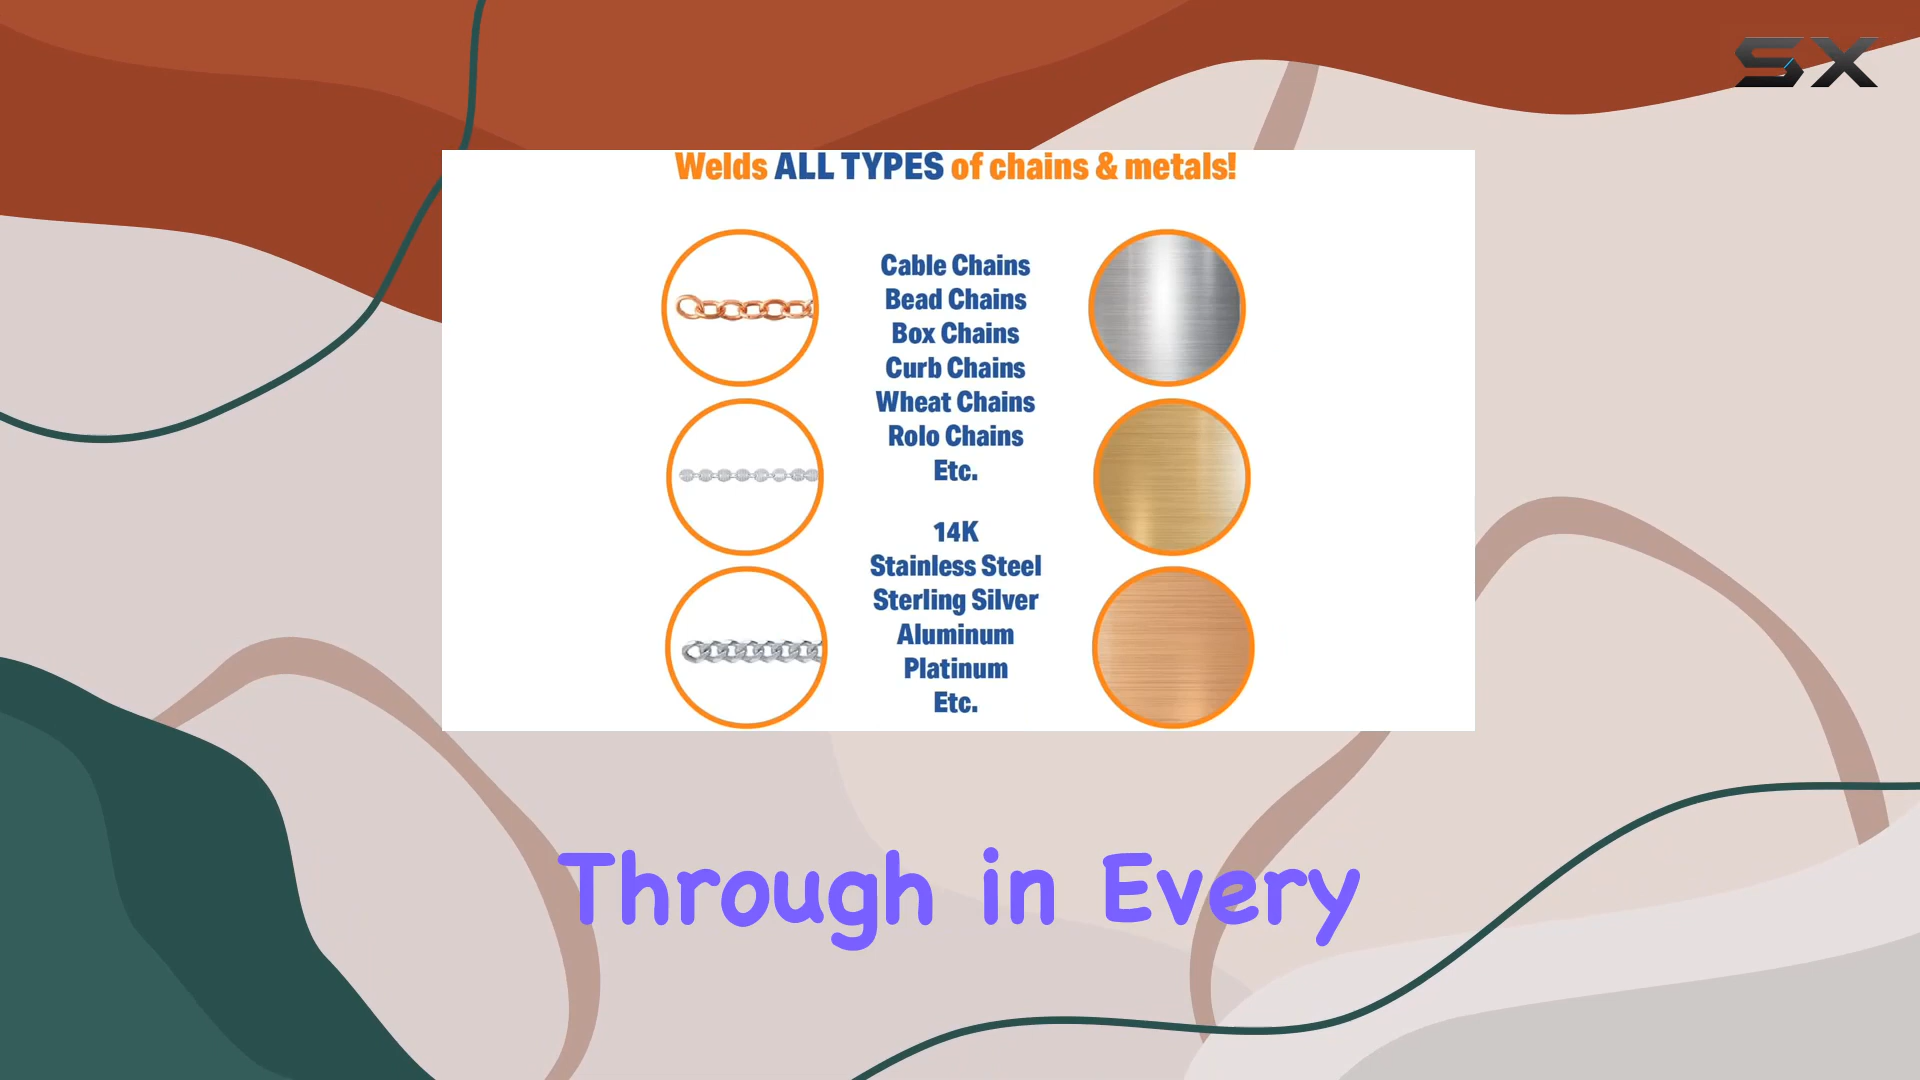 SX
Welds ALL TYPES of chains & metals!
Cable Chains
Bead Chains
Box Chains
Curb Chains
Wheat Chains
Rolo Chains
Etc.
14K
Stainless Steel
Sterling Silver
Aluminum
Platinum
Etc.
Through in Every